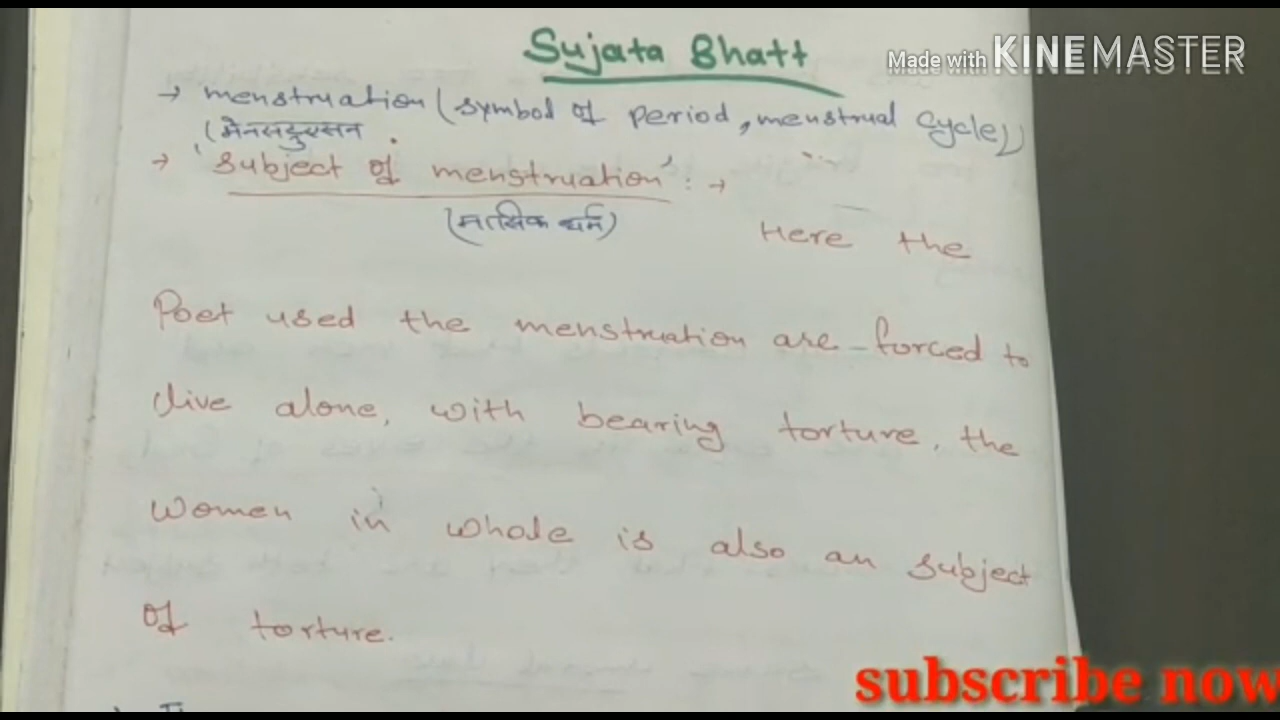 Sujata Bhatt
Made with KINEMASTER
→ menstruation (symbol of period, menstrual cycle)
(मेनसट्रुएसन
→ 'subject of menstruation' : →
(मासिक धर्म)
Here the
Poet used the menstruation are forced to
live alone, with bearing torture, the
women in whole is also an subject
of torture.
subscribe now